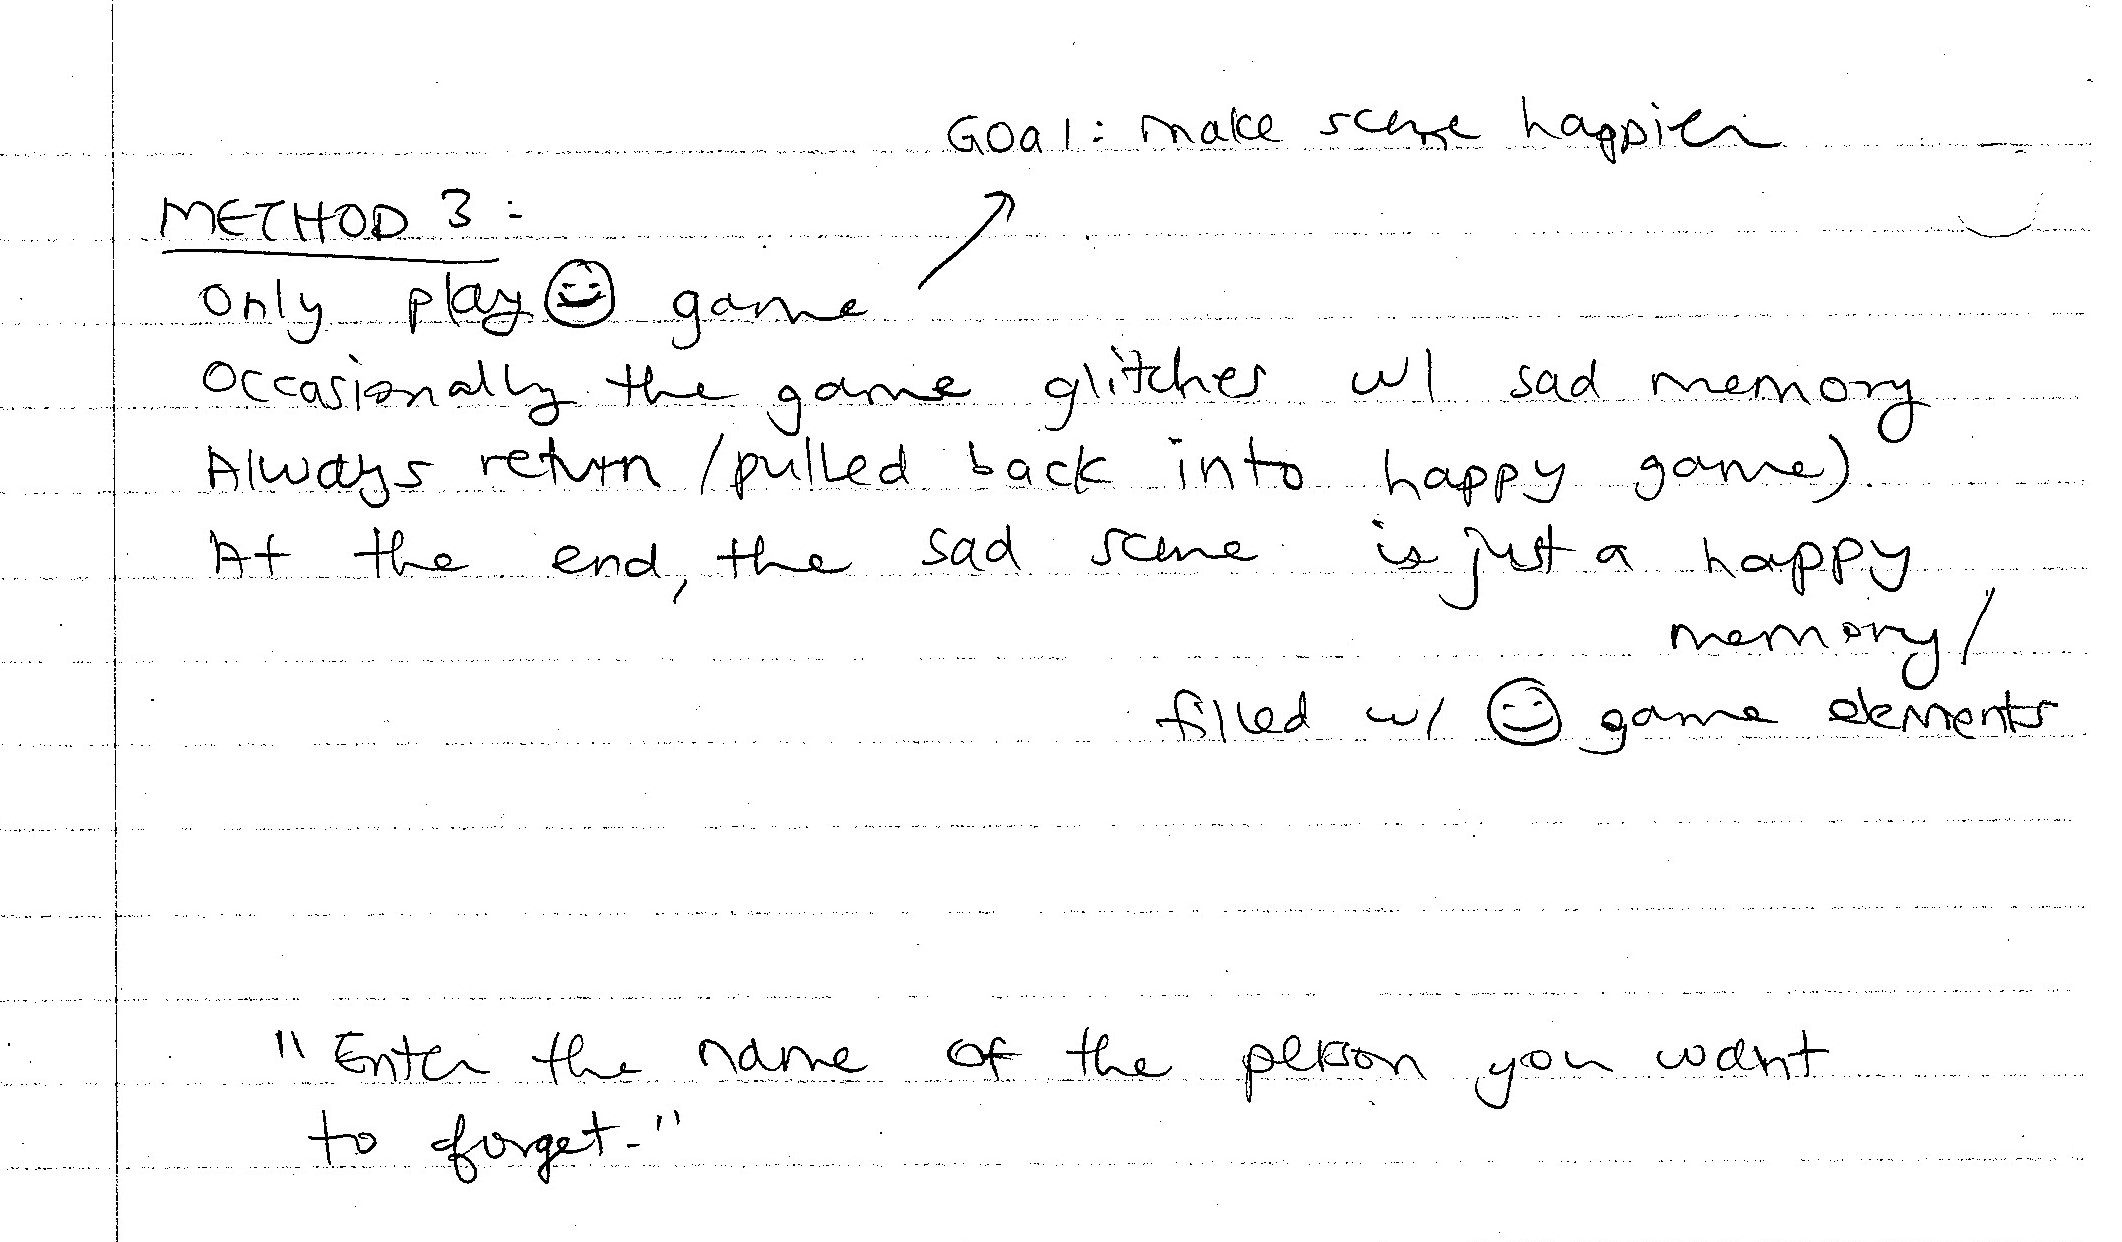 Goal: make scene happier
METHOD 3:
Only play ☺ game
Occasionally the game glitches w/ sad memory
Always return /pulled back into happy game).
At the end, the sad scene is just a happy
memory/
filled w/ ☺ game elements
"Enter the name of the person you want
to forget."